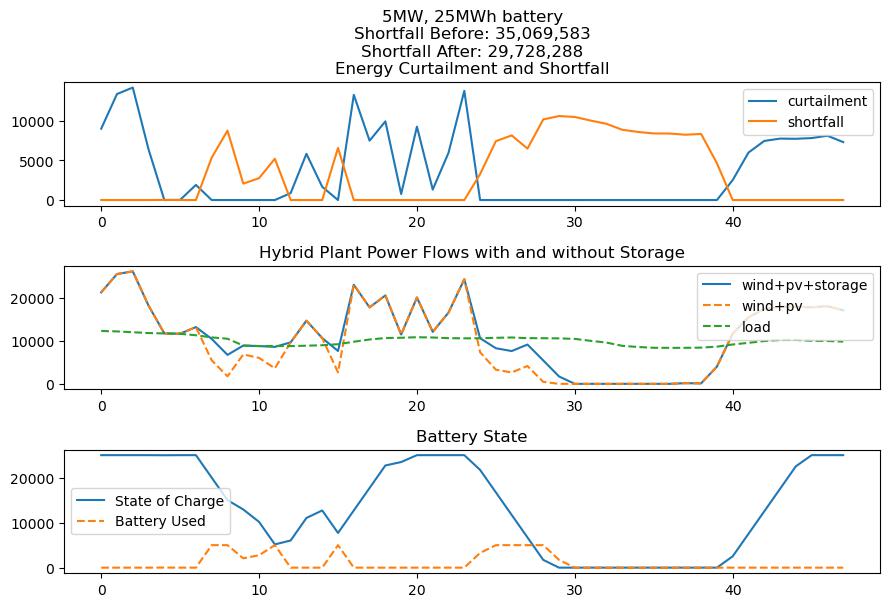 5MW, 25MWh battery
Shortfall Before: 35,069,583
Shortfall After: 29,728,288
Energy Curtailment and Shortfall
curtailment
shortfall
10000
5000
0
0 10 20 30 40
Hybrid Plant Power Flows with and without Storage
wind+pv+storage
wind+pv
load
20000
10000
0
0 10 20 30 40
Battery State
State of Charge
Battery Used
20000
10000
0
0 10 20 30 40